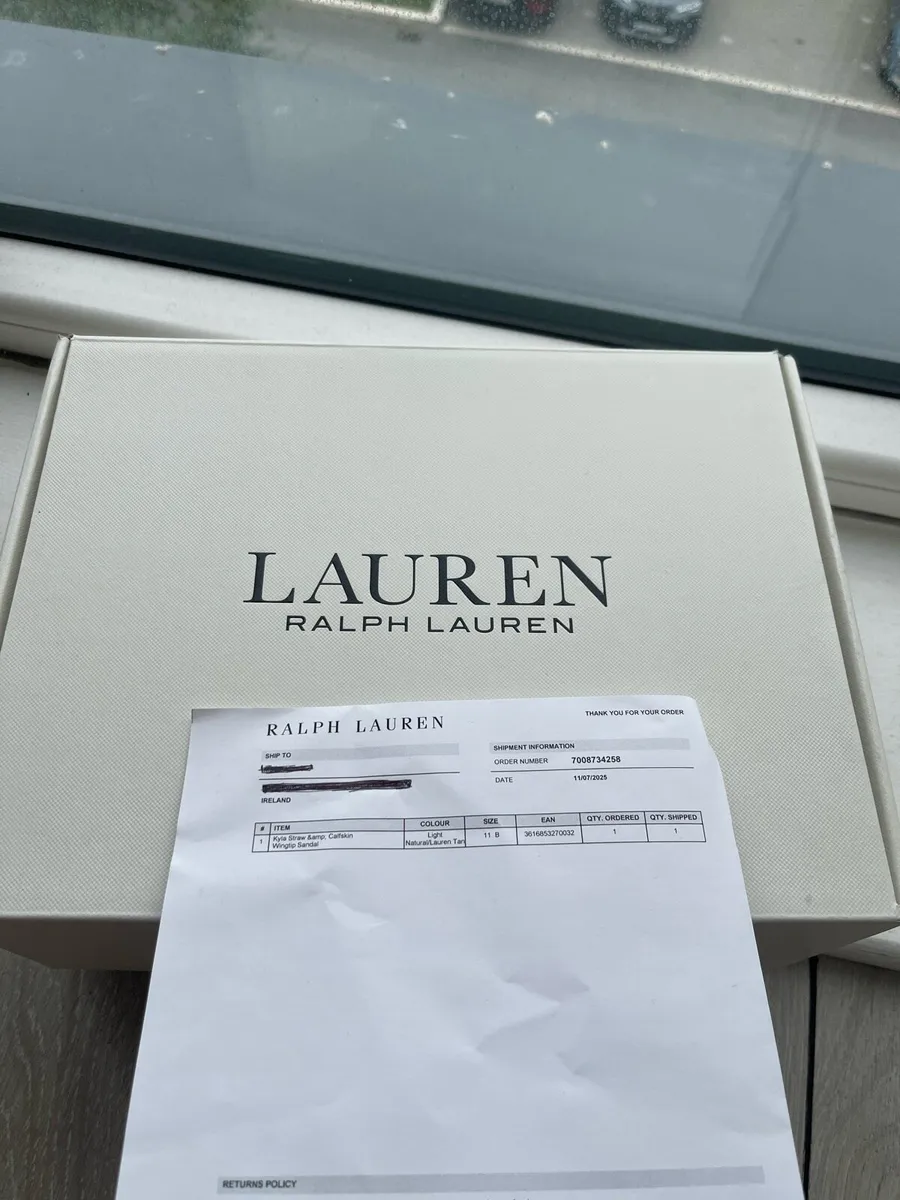 LAUREN
RALPH LAUREN
RALPH LAUREN
THANK YOU FOR YOUR ORDER
SHIP TO
IRELAND
SHIPMENT INFORMATION
ORDER NUMBER 7008734258
DATE 11/07/2025
# ITEM COLOUR SIZE EAN QTY. ORDERED QTY. SHIPPED
1 Kyla Straw &amp; Calfskin Wingtip Sandal Light Natural/Lauren Tan 11 B 3616853270032 1 1
RETURNS POLICY